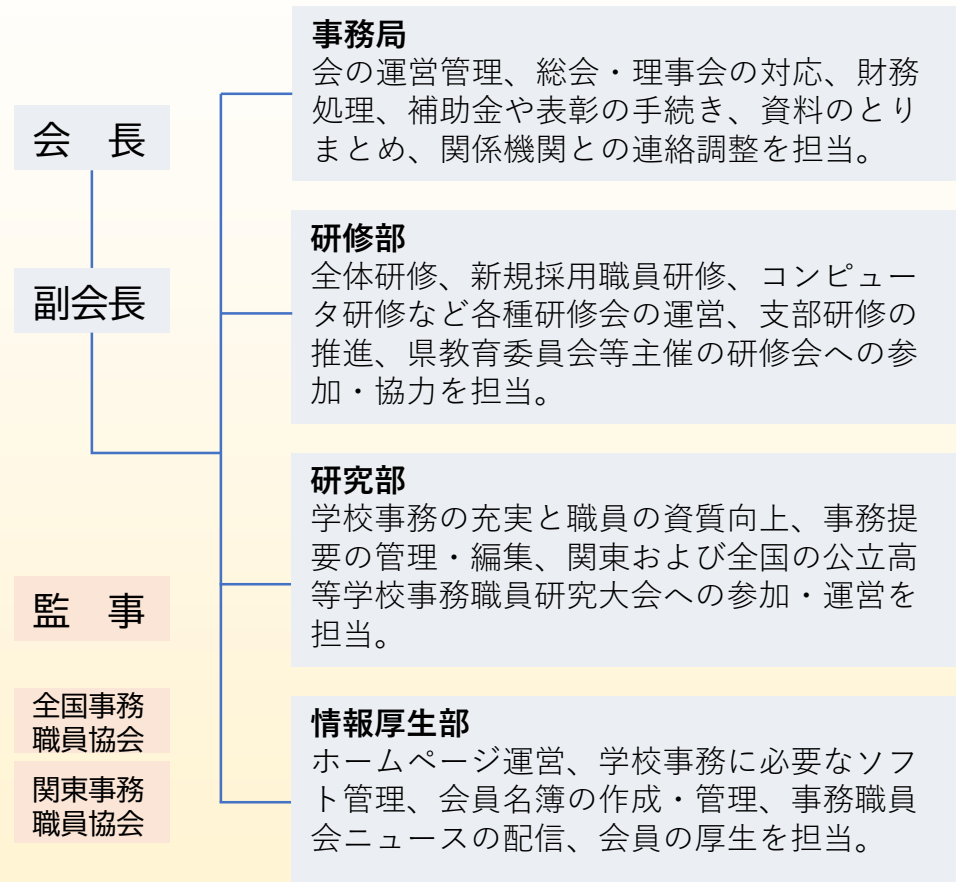 会　長
副会長
監　事
全国事務
職員協会
関東事務
職員協会
事務局
会の運営管理、総会・理事会の対応、財務
処理、補助金や表彰の手続き、資料のとり
まとめ、関係機関との連絡調整を担当。
研修部
全体研修、新規採用職員研修、コンピュー
タ研修など各種研修会の運営、支部研修の
推進、県教育委員会等主催の研修会への参
加・協力を担当。
研究部
学校事務の充実と職員の資質向上、事務提
要の管理・編集、関東および全国の公立高
等学校事務職員研究大会への参加・運営を
担当。
情報厚生部
ホームページ運営、学校事務に必要なソフ
ト管理、会員名簿の作成・管理、事務職員
会ニュースの配信、会員の厚生を担当。